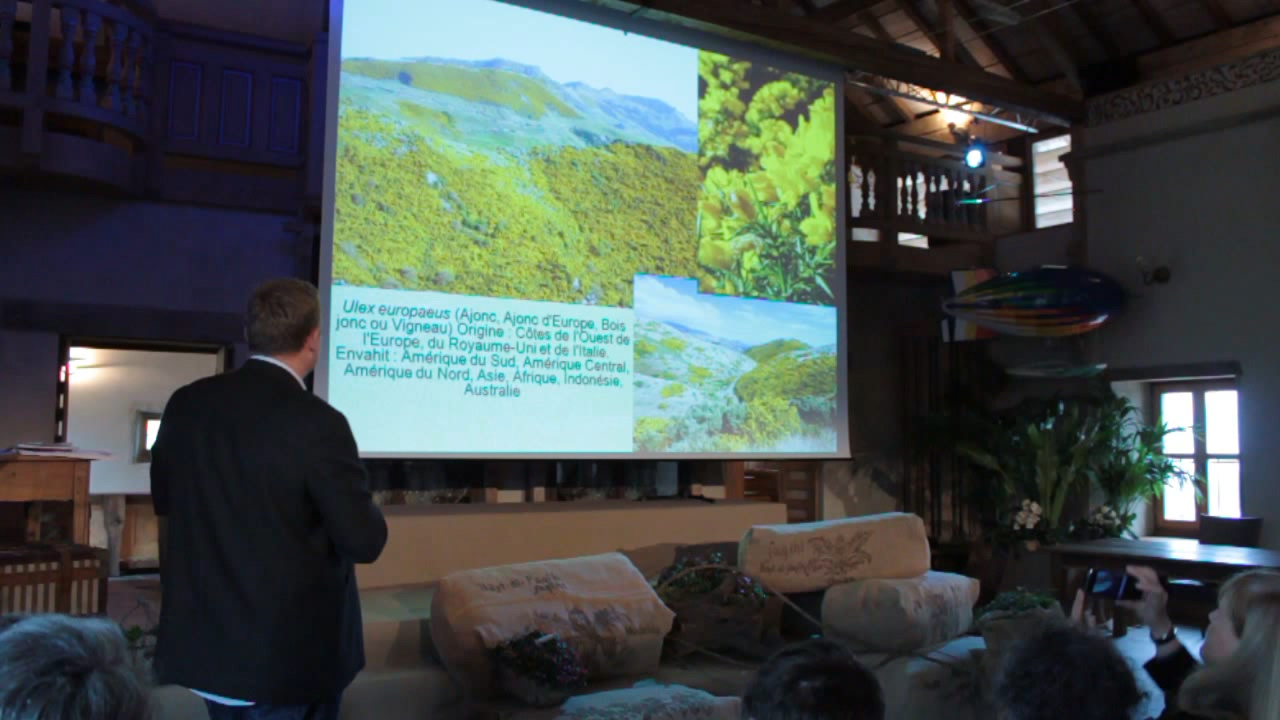 Ulex europaeus (Ajonc, Ajonc d'Europe, Bois
jonc ou Vigneau) Origine : Côtes de l'Ouest de
l'Europe, du Royaume-Uni et de l'Italie.
Envahit : Amérique du Sud, Amérique Central,
Amérique du Nord, Asie, Afrique, Indonésie,
Australie